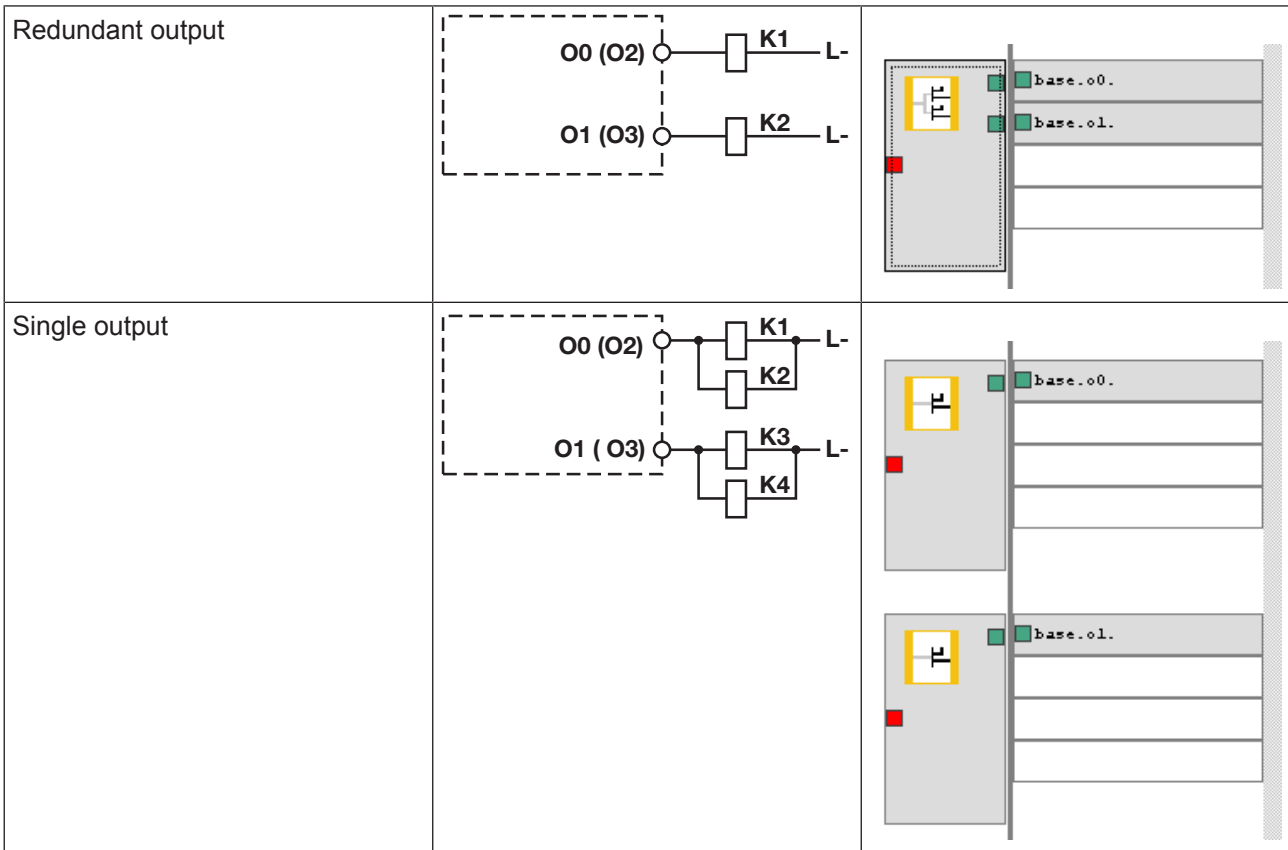 Redundant output
O0 (O2)
K1
L-
O1 (O3)
K2
L-
base.o0.
base.o1.
Single output
O0 (O2)
K1
L-
K2
O1 ( O3)
K3
L-
K4
base.o0.
base.o1.